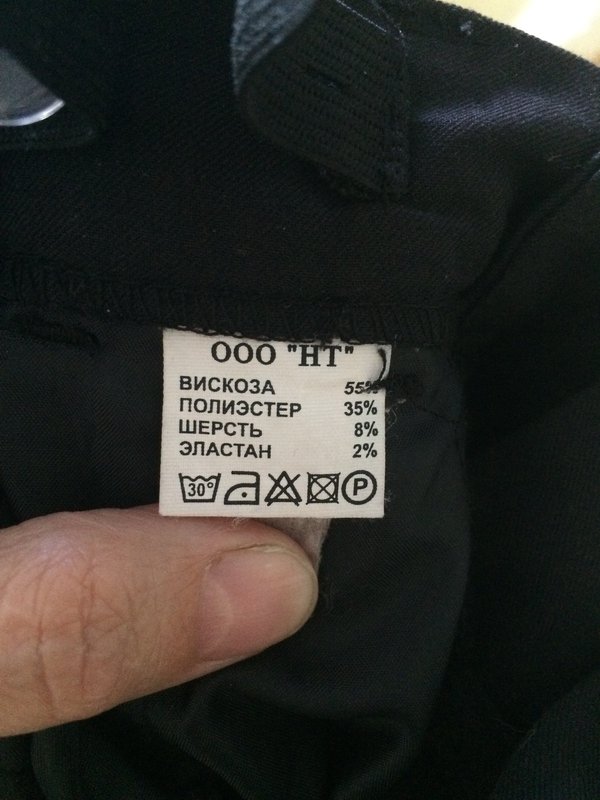 ООО "НТ"
ВИСКОЗА 55%
ПОЛИЭСТЕР 35%
ШЕРСТЬ 8%
ЭЛАСТАН 2%
30° P